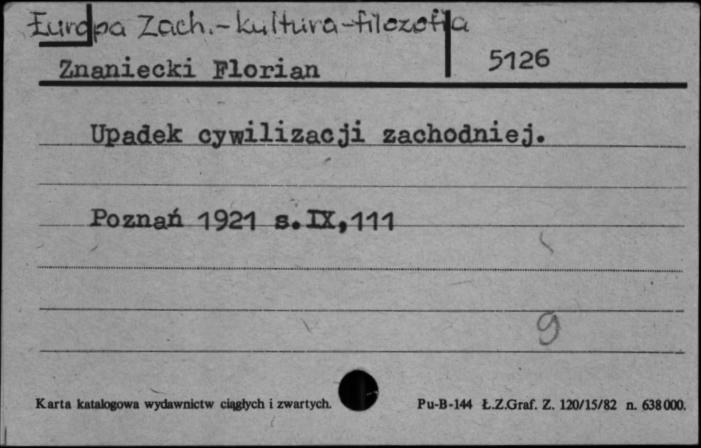 Europa Zach.-kultura-filozofia
Znaniecki Florian 5126
Upadek cywilizacji zachodniej.
Poznań 1921 s.IX,111
9
Karta katalogowa wydawnictw ciągłych i zwartych. Pu-B-144 Ł.Z.Graf. Z. 120/15/82 n. 638000.